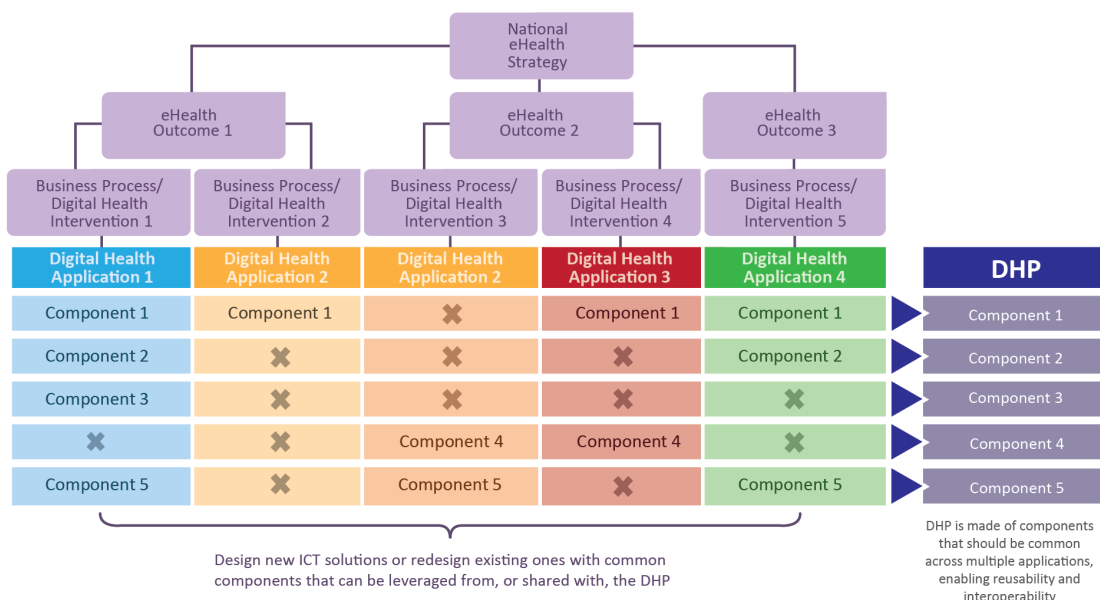 National
eHealth
Strategy
eHealth
Outcome 1
eHealth
Outcome 2
eHealth
Outcome 3
Business Process/
Digital Health
Intervention 1
Business Process/
Digital Health
Intervention 2
Business Process/
Digital Health
Intervention 3
Business Process/
Digital Health
Intervention 4
Business Process/
Digital Health
Intervention 5
Digital Health
Application 1
Digital Health
Application 2
Digital Health
Application 2
Digital Health
Application 3
Digital Health
Application 4
DHP
Component 1
Component 1
Component 1
Component 1
Component 1
Component 2
Component 2
Component 2
Component 3
Component 3
Component 4
Component 4
Component 4
Component 5
Component 5
Component 5
Component 5
Design new ICT solutions or redesign existing ones with common
components that can be leveraged from, or shared with, the DHP
DHP is made of components
that should be common
across multiple applications,
enabling reusability and
interoperability